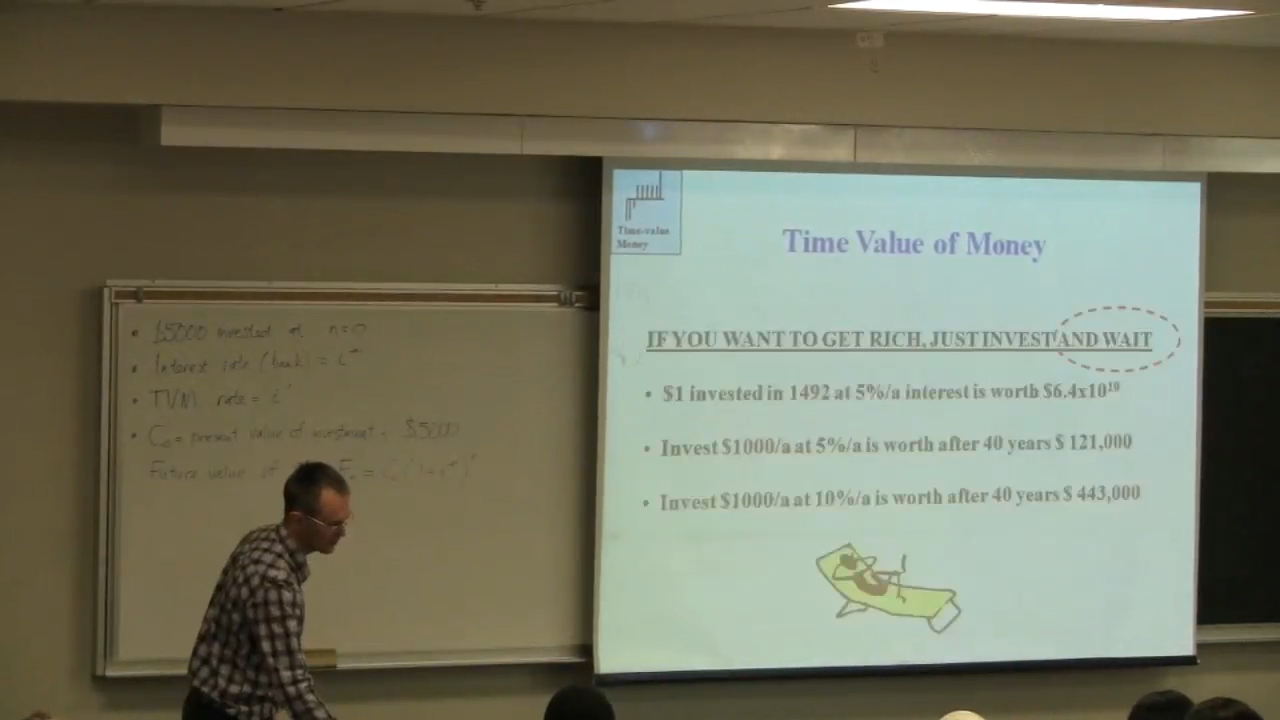 • $5000 invested at n=0
• Interest rate (bank) = i"
• TVM rate = i'
• C₀ = present value of investment = $5000
Future value of
Time-value
Money
Time Value of Money
IF YOU WANT TO GET RICH, JUST INVEST AND WAIT
• $1 invested in 1492 at 5%/a interest is worth $6.4x10¹⁰
• Invest $1000/a at 5%/a is worth after 40 years $ 121,000
• Invest $1000/a at 10%/a is worth after 40 years $ 443,000